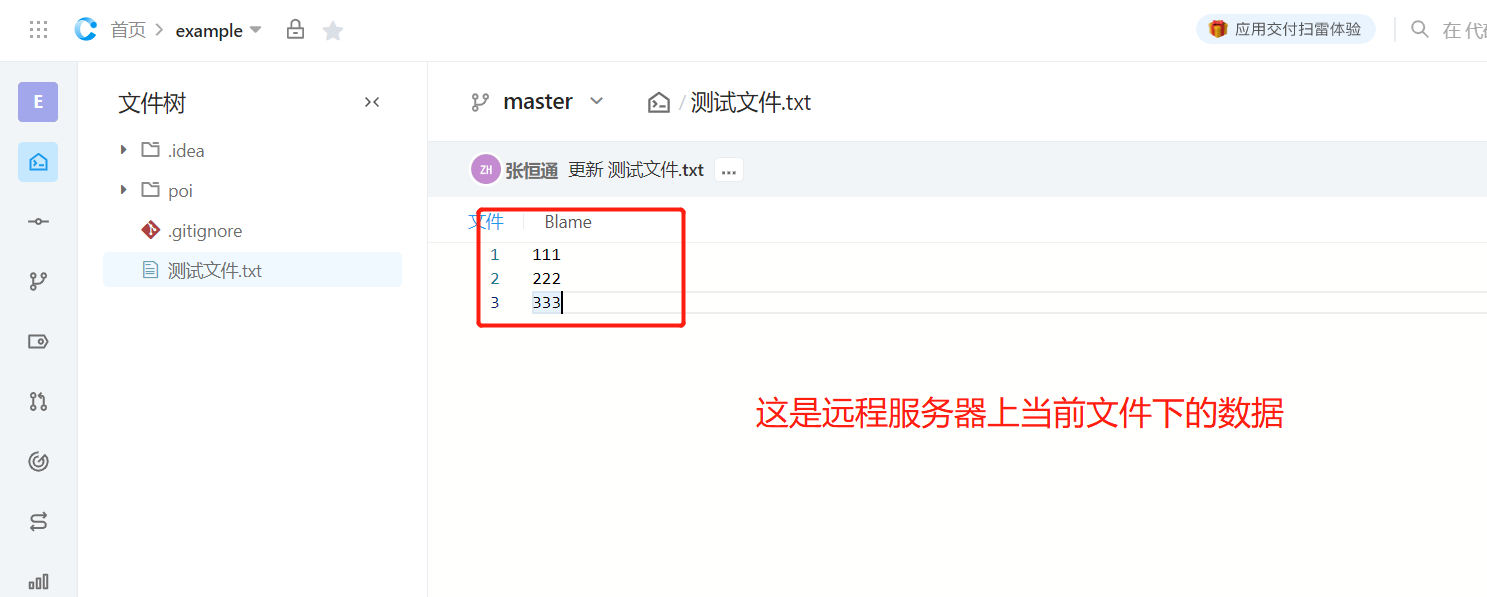 首页 example
应用交付扫雷体验
在 代码
E
文件树
.idea
poi
.gitignore
测试文件.txt
master
/ 测试文件.txt
ZH 张恒通 更新 测试文件.txt ...
文件 Blame
1 111
2 222
3 333
这是远程服务器上当前文件下的数据